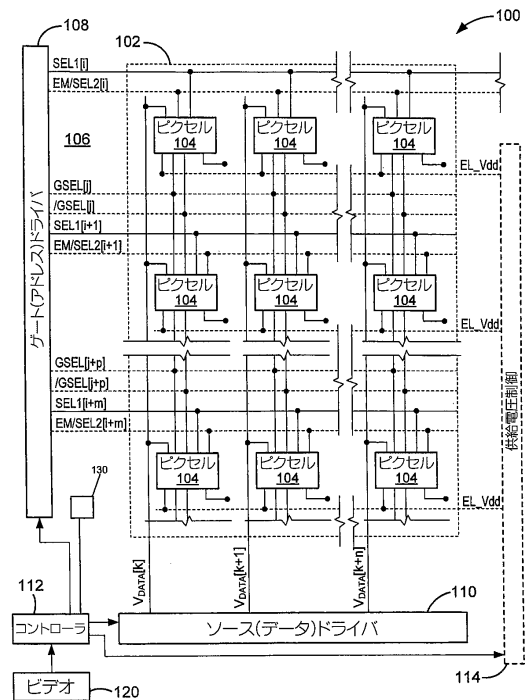 100
108
102
SEL1[i]
EM/SEL2[i]
106
ピクセル 104
ピクセル 104
ピクセル 104
EL_Vdd
GSEL[j]
/GSEL[j]
SEL1[i+1]
EM/SEL2[i+1]
ゲート(アドレス)ドライバ
ピクセル 104
ピクセル 104
ピクセル 104
EL_Vdd
GSEL[j+p]
/GSEL[j+p]
SEL1[i+m]
EM/SEL2[i+m]
供給電圧制御
ピクセル 104
ピクセル 104
ピクセル 104
EL_Vdd
130
VDATA[k]
VDATA[k+1]
VDATA[k+n]
112
110
コントローラ
ソース(データ)ドライバ
114
ビデオ
120